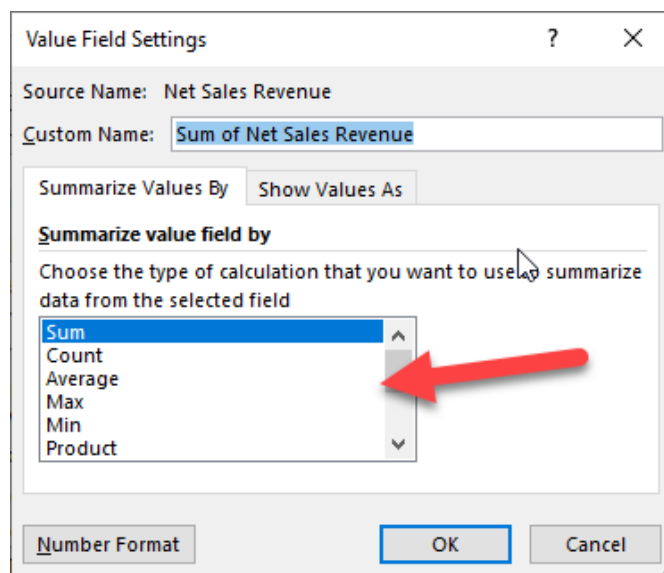 Value Field Settings ? X
Source Name: Net Sales Revenue
Custom Name: Sum of Net Sales Revenue
Summarize Values By Show Values As
Summarize value field by
Choose the type of calculation that you want to use summarize
data from the selected field
Sum
Count
Average
Max
Min
Product
Number Format OK Cancel